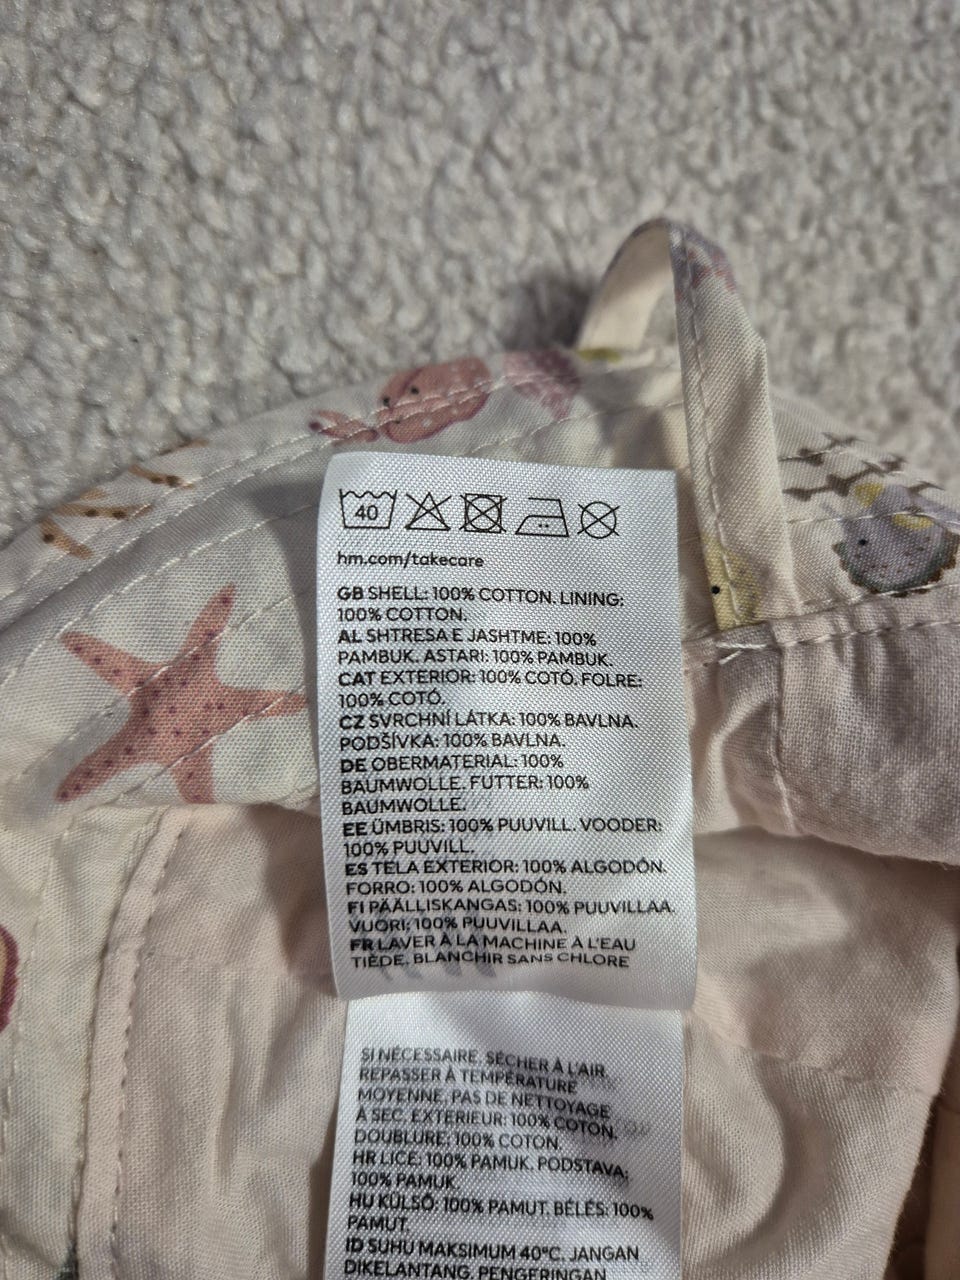 40
hm.com/takecare
GB SHELL: 100% COTTON. LINING:
100% COTTON.
AL SHTRESA E JASHTME: 100%
PAMBUK. ASTARI: 100% PAMBUK.
CAT EXTERIOR: 100% COTÓ. FOLRE:
100% COTÓ.
CZ SVRCHNÍ LÁTKA: 100% BAVLNA.
PODŠÍVKA: 100% BAVLNA.
DE OBERMATERIAL: 100%
BAUMWOLLE. FUTTER: 100%
BAUMWOLLE.
EE ÜMBRIS: 100% PUUVILL. VOODER:
100% PUUVILL.
ES TELA EXTERIOR: 100% ALGODÓN.
FORRO: 100% ALGODÓN.
FI PÄÄLLISKANGAS: 100% PUUVILLAA.
VUORI: 100% PUUVILLAA.
FR LAVER À LA MACHINE À L'EAU
TIÈDE. BLANCHIR SANS CHLORE
SI NÉCESSAIRE. SÉCHER À L'AIR.
REPASSER À TEMPÉRATURE
MOYENNE. PAS DE NETTOYAGE
À SEC. EXTÉRIEUR: 100% COTON.
DOUBLURE: 100% COTON.
HR LICE: 100% PAMUK. PODSTAVA:
100% PAMUK.
HU KÜLSŐ: 100% PAMUT. BÉLÉS: 100%
PAMUT.
ID SUHU MAKSIMUM 40°C. JANGAN
DIKELANTANG. PENGERINGAN